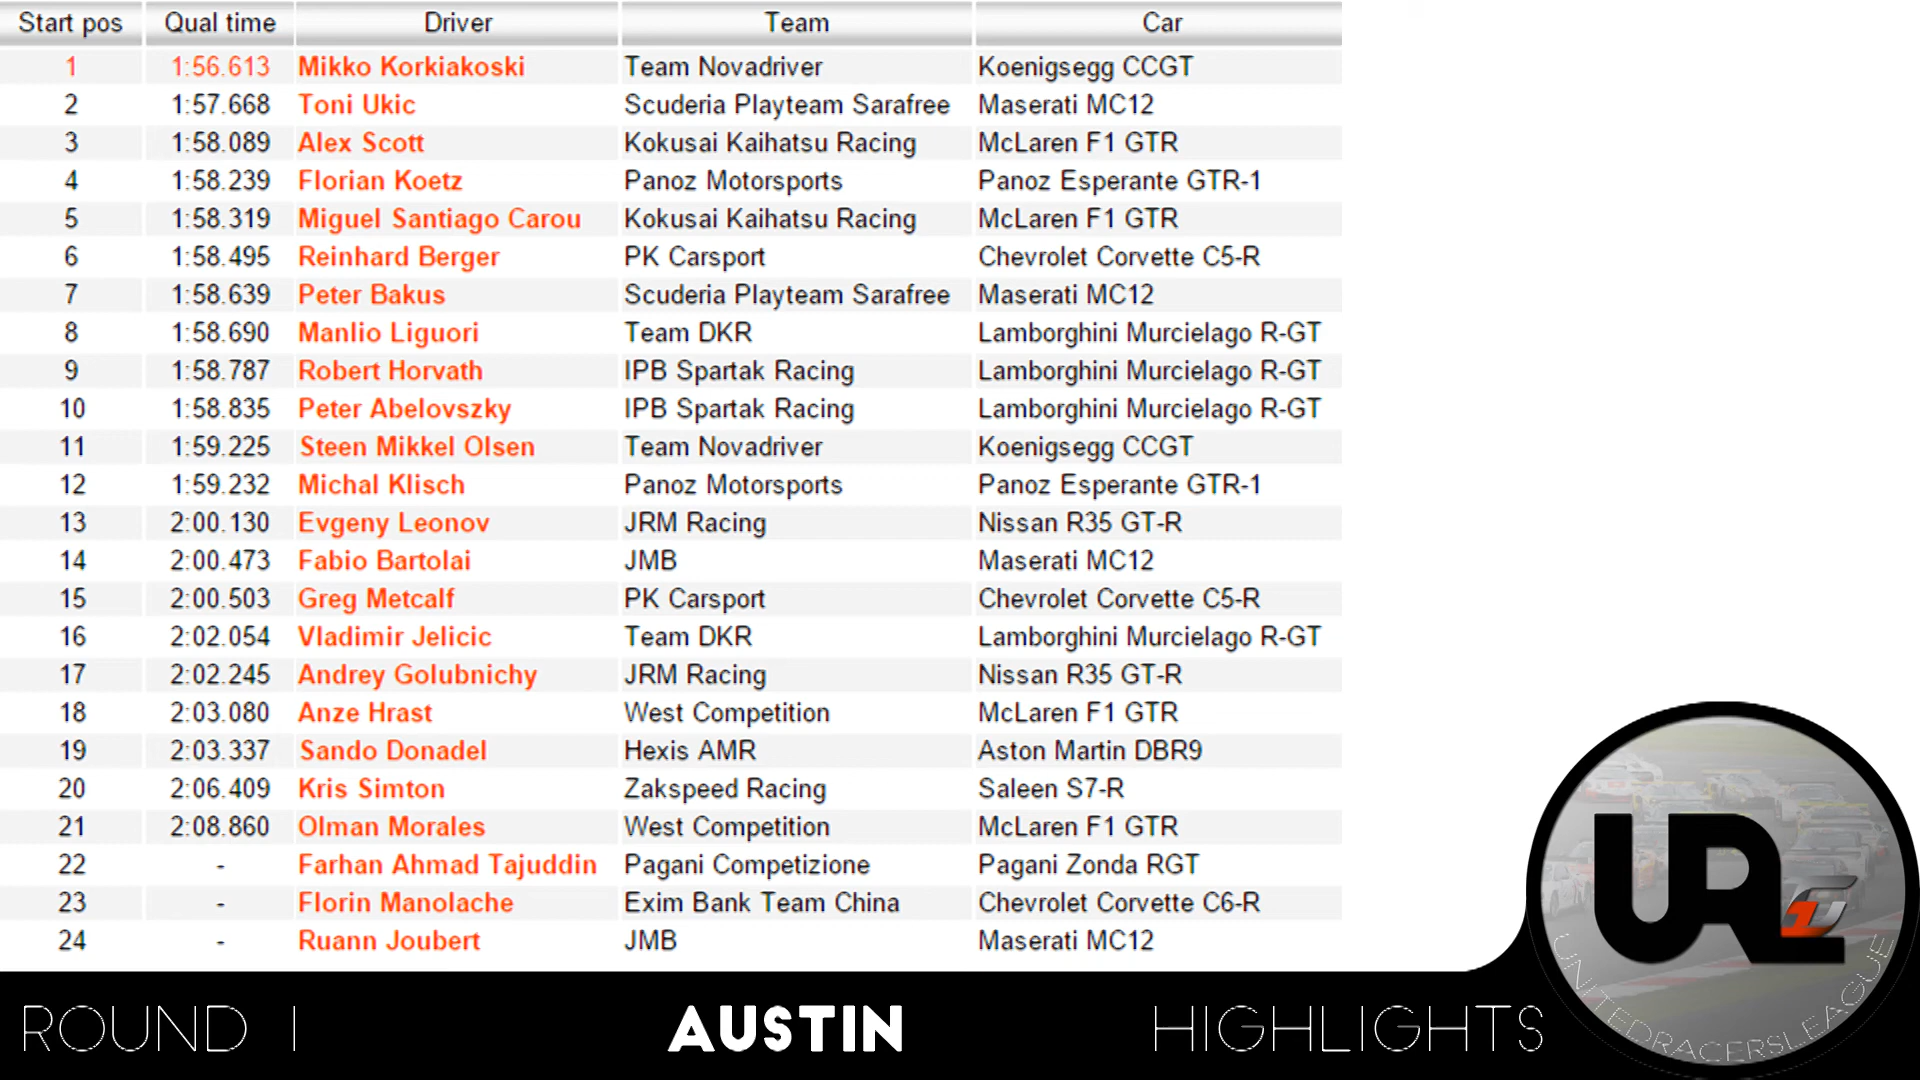 Start pos Qual time Driver Team Car
1 1:56.613 Mikko Korkiakoski Team Novadriver Koenigsegg CCGT
2 1:57.668 Toni Ukic Scuderia Playteam Sarafree Maserati MC12
3 1:58.089 Alex Scott Kokusai Kaihatsu Racing McLaren F1 GTR
4 1:58.239 Florian Koetz Panoz Motorsports Panoz Esperante GTR-1
5 1:58.319 Miguel Santiago Carou Kokusai Kaihatsu Racing McLaren F1 GTR
6 1:58.495 Reinhard Berger PK Carsport Chevrolet Corvette C5-R
7 1:58.639 Peter Bakus Scuderia Playteam Sarafree Maserati MC12
8 1:58.690 Manlio Liguori Team DKR Lamborghini Murcielago R-GT
9 1:58.787 Robert Horvath IPB Spartak Racing Lamborghini Murcielago R-GT
10 1:58.835 Peter Abelovszky IPB Spartak Racing Lamborghini Murcielago R-GT
11 1:59.225 Steen Mikkel Olsen Team Novadriver Koenigsegg CCGT
12 1:59.232 Michal Klisch Panoz Motorsports Panoz Esperante GTR-1
13 2:00.130 Evgeny Leonov JRM Racing Nissan R35 GT-R
14 2:00.473 Fabio Bartolai JMB Maserati MC12
15 2:00.503 Greg Metcalf PK Carsport Chevrolet Corvette C5-R
16 2:02.054 Vladimir Jelicic Team DKR Lamborghini Murcielago R-GT
17 2:02.245 Andrey Golubnichy JRM Racing Nissan R35 GT-R
18 2:03.080 Anze Hrast West Competition McLaren F1 GTR
19 2:03.337 Sando Donadel Hexis AMR Aston Martin DBR9
20 2:06.409 Kris Simton Zakspeed Racing Saleen S7-R
21 2:08.860 Olman Morales West Competition McLaren F1 GTR
22 - Farhan Ahmad Tajuddin Pagani Competizione Pagani Zonda RGT
23 - Florin Manolache Exim Bank Team China Chevrolet Corvette C6-R
24 - Ruann Joubert JMB Maserati MC12
URL
UNITEDRACERSLEAGUE
ROUND 1 AUSTIN HIGHLIGHTS